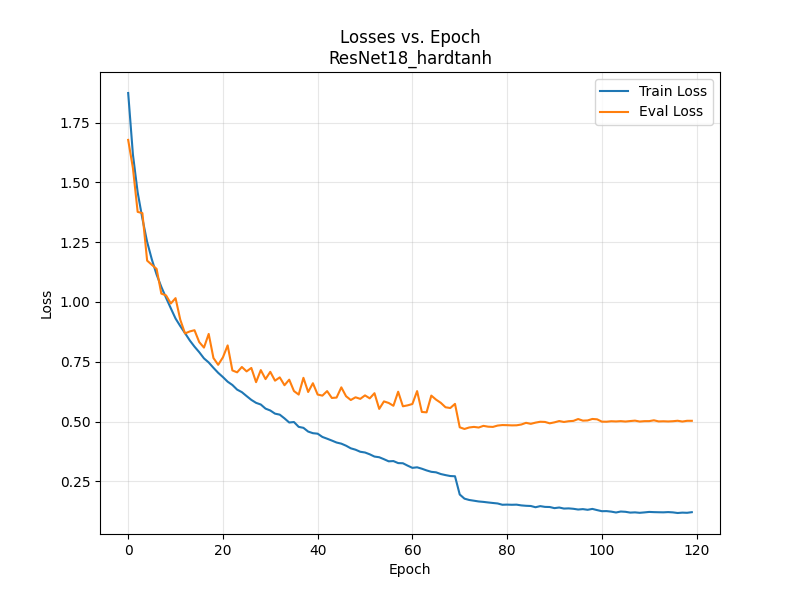 Losses vs. Epoch
ResNet18_hardtanh
Train Loss
Eval Loss
1.75
1.50
1.25
1.00
0.75
0.50
0.25
Loss
0 20 40 60 80 100 120
Epoch